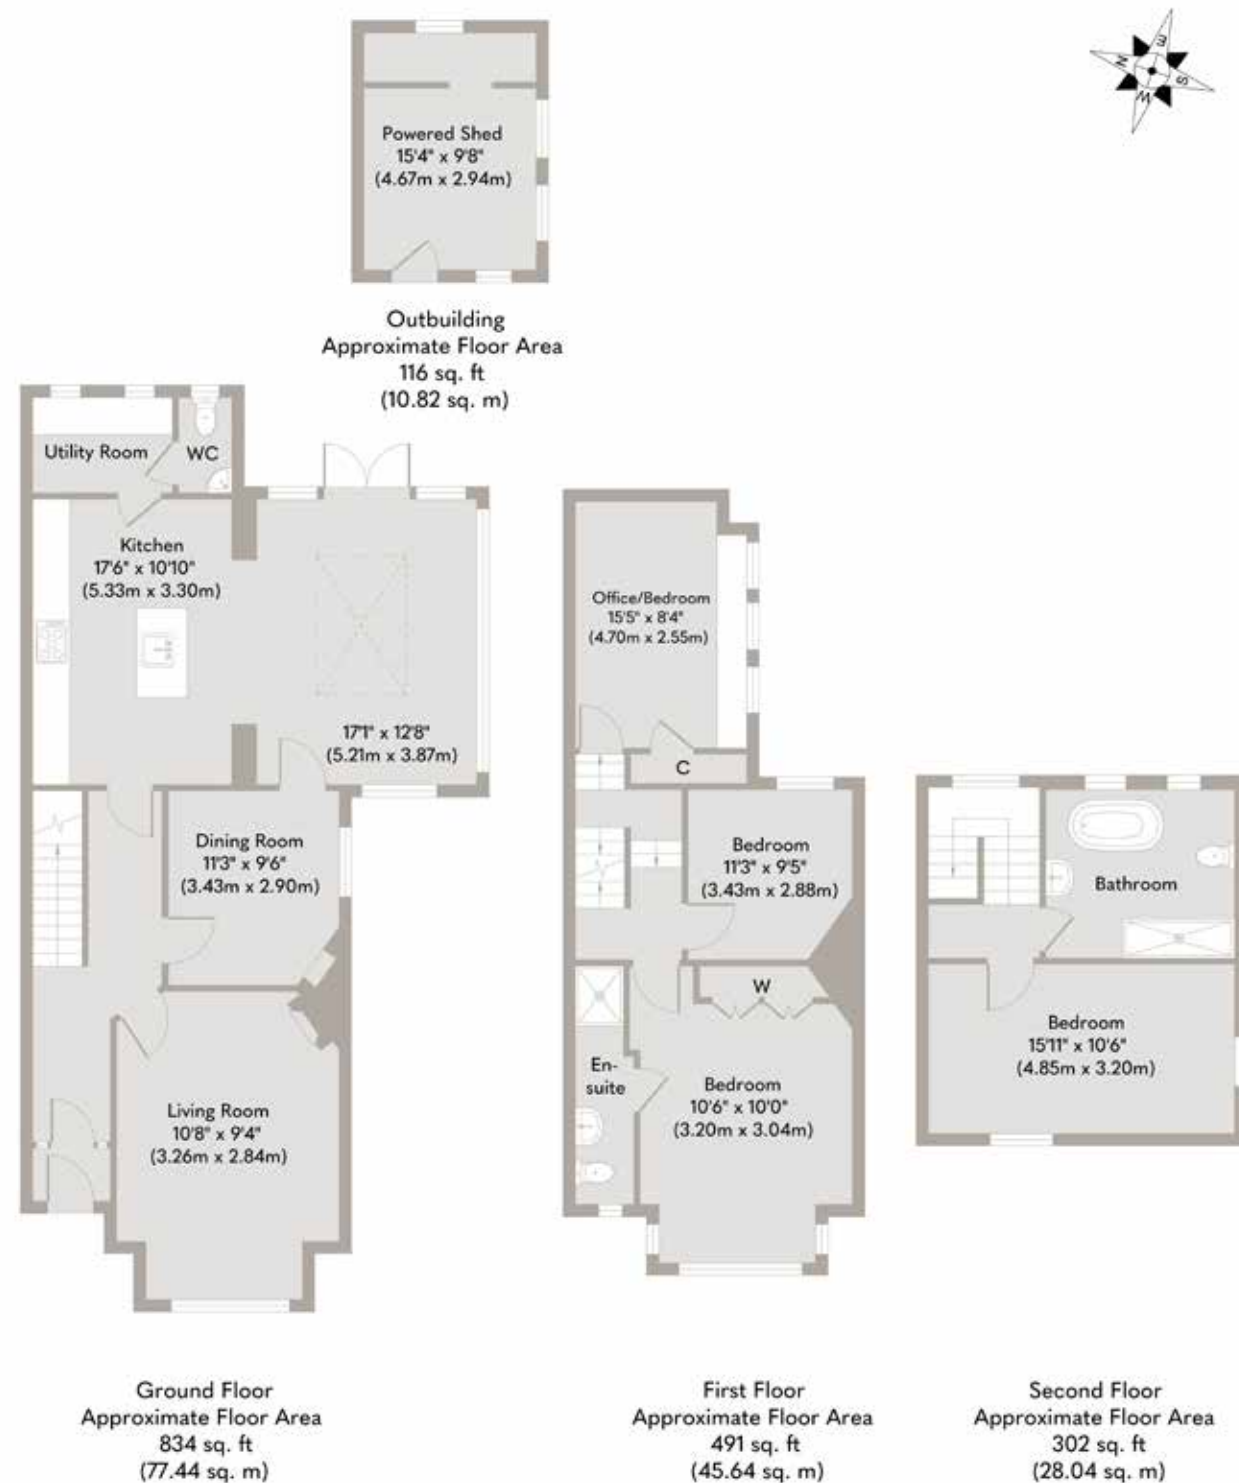 N
E
S
W
Powered Shed
15'4" x 9'8"
(4.67m x 2.94m)
Outbuilding
Approximate Floor Area
116 sq. ft
(10.82 sq. m)
Utility Room
WC
Kitchen
17'6" x 10'10"
(5.33m x 3.30m)
17'1" x 12'8"
(5.21m x 3.87m)
Dining Room
11'3" x 9'6"
(3.43m x 2.90m)
Living Room
10'8" x 9'4"
(3.26m x 2.84m)
Ground Floor
Approximate Floor Area
834 sq. ft
(77.44 sq. m)
Office/Bedroom
15'5" x 8'4"
(4.70m x 2.55m)
C
Bedroom
11'3" x 9'5"
(3.43m x 2.88m)
W
En-
suite
Bedroom
10'6" x 10'0"
(3.20m x 3.04m)
First Floor
Approximate Floor Area
491 sq. ft
(45.64 sq. m)
Bathroom
Bedroom
15'11" x 10'6"
(4.85m x 3.20m)
Second Floor
Approximate Floor Area
302 sq. ft
(28.04 sq. m)